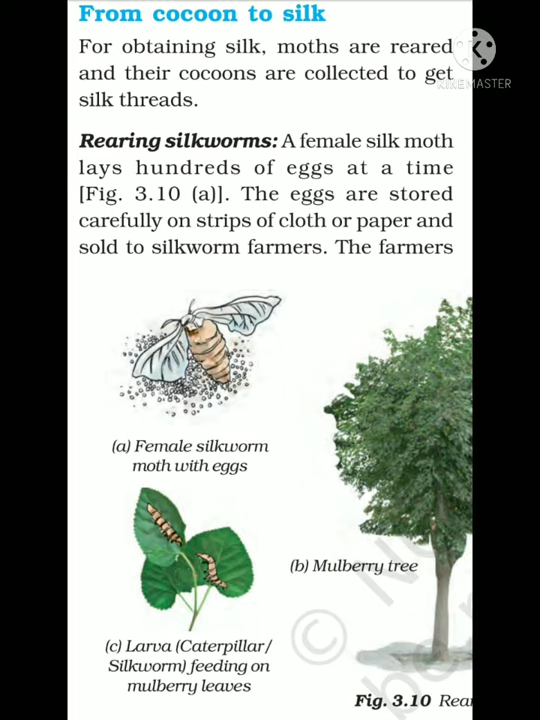 From cocoon to silk
For obtaining silk, moths are reared
and their cocoons are collected to get
silk threads.
KINEMASTER
Rearing silkworms: A female silk moth
lays hundreds of eggs at a time
[Fig. 3.10 (a)]. The eggs are stored
carefully on strips of cloth or paper and
sold to silkworm farmers. The farmers
(a) Female silkworm
moth with eggs
(b) Mulberry tree
(c) Larva (Caterpillar/
Silkworm) feeding on
mulberry leaves
Fig. 3.10